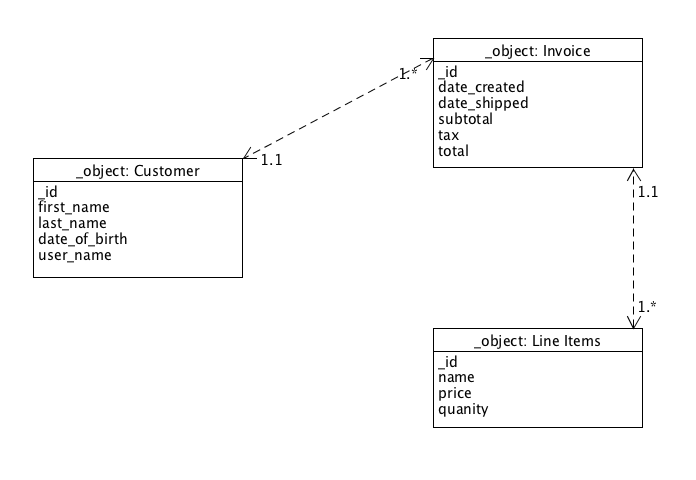 _object: Invoice
_id
date_created
date_shipped
subtotal
tax
total
1.*
1.1
_object: Customer
_id
first_name
last_name
date_of_birth
user_name
1.1
1.*
_object: Line Items
_id
name
price
quanity